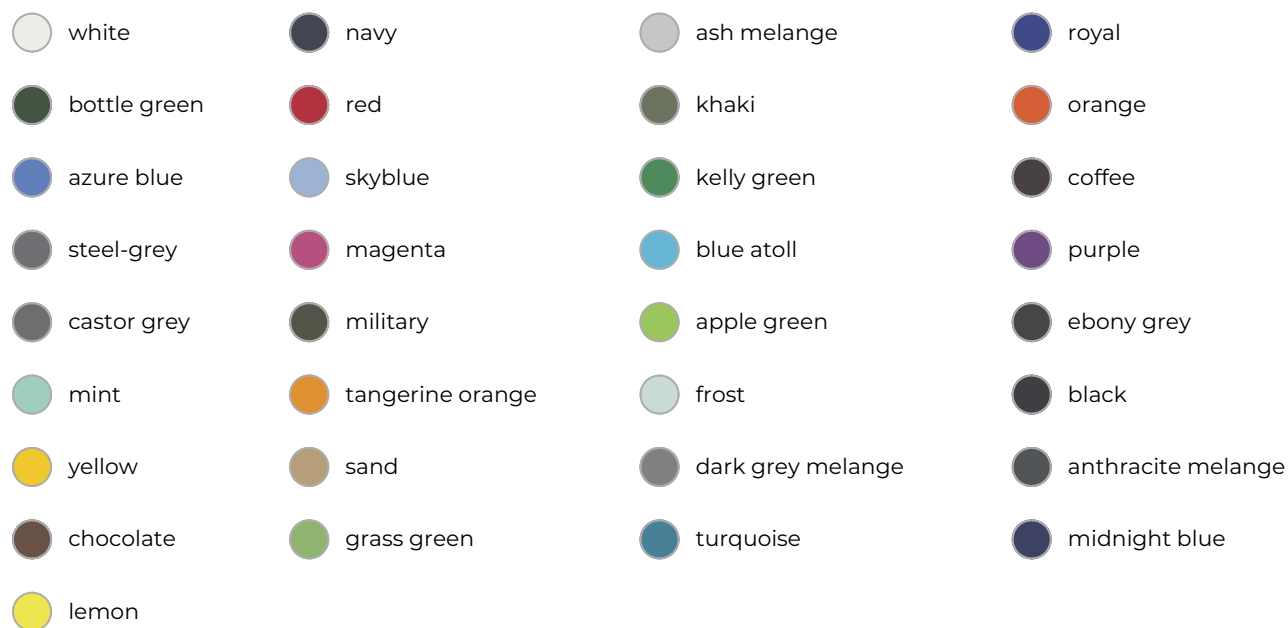 white
navy
ash melange
royal
bottle green
red
khaki
orange
azure blue
skyblue
kelly green
coffee
steel-grey
magenta
blue atoll
purple
castor grey
military
apple green
ebony grey
mint
tangerine orange
frost
black
yellow
sand
dark grey melange
anthracite melange
chocolate
grass green
turquoise
midnight blue
lemon